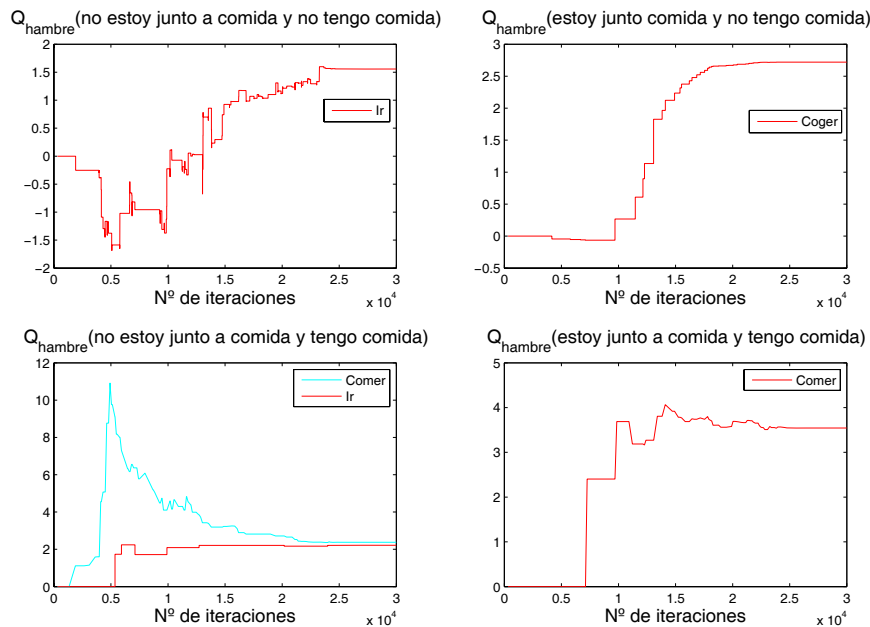 Q_hambre(no estoy junto a comida y no tengo comida)
2
1.5
1
0.5
0
−0.5
−1
−1.5
−2
Ir
0 0.5 1 1.5 2 2.5 3
x 10^4
Nº de iteraciones
Q_hambre(estoy junto comida y no tengo comida)
3
2.5
2
1.5
1
0.5
0
−0.5
Coger
0 0.5 1 1.5 2 2.5 3
x 10^4
Nº de iteraciones
Q_hambre(no estoy junto a comida y tengo comida)
12
10
8
6
4
2
0
Comer
Ir
0 0.5 1 1.5 2 2.5 3
x 10^4
Nº de iteraciones
Q_hambre(estoy junto a comida y tengo comida)
5
4
3
2
1
0
Comer
0 0.5 1 1.5 2 2.5 3
x 10^4
Nº de iteraciones